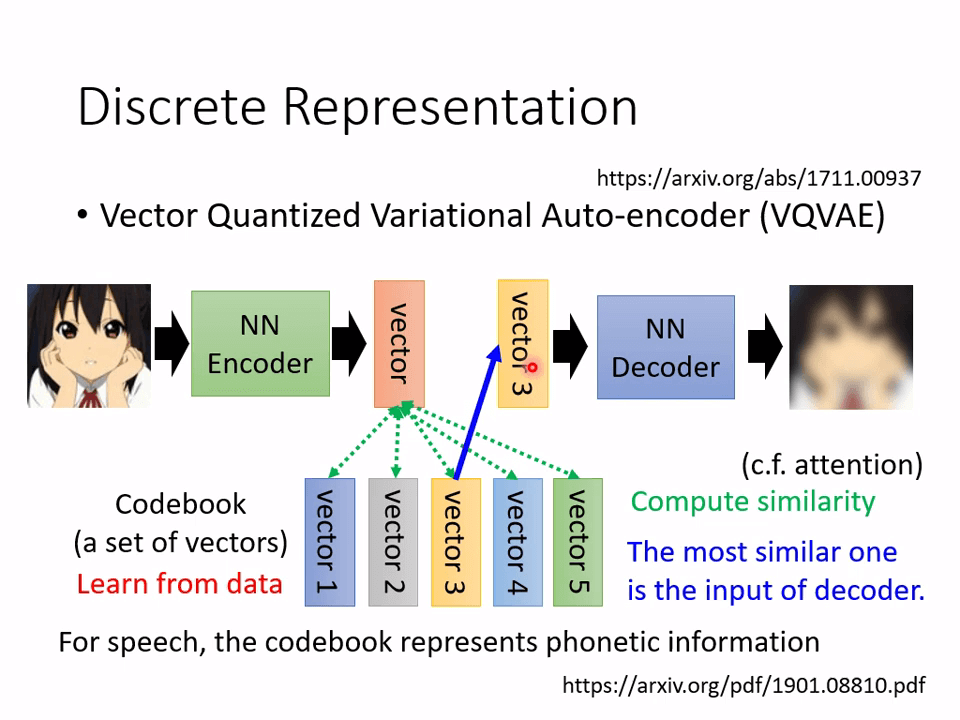 Discrete Representation
https://arxiv.org/abs/1711.00937
• Vector Quantized Variational Auto-encoder (VQVAE)
NN
Encoder
vector
vector 3
NN
Decoder
(c.f. attention)
Codebook
(a set of vectors)
Learn from data
vector 1
vector 2
vector 3
vector 4
vector 5
Compute similarity
The most similar one
is the input of decoder.
For speech, the codebook represents phonetic information
https://arxiv.org/pdf/1901.08810.pdf